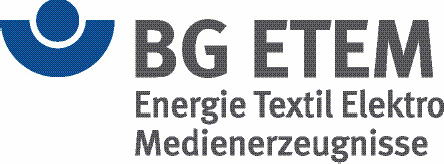 BG ETEM
Energie Textil Elektro
Medienerzeugnisse